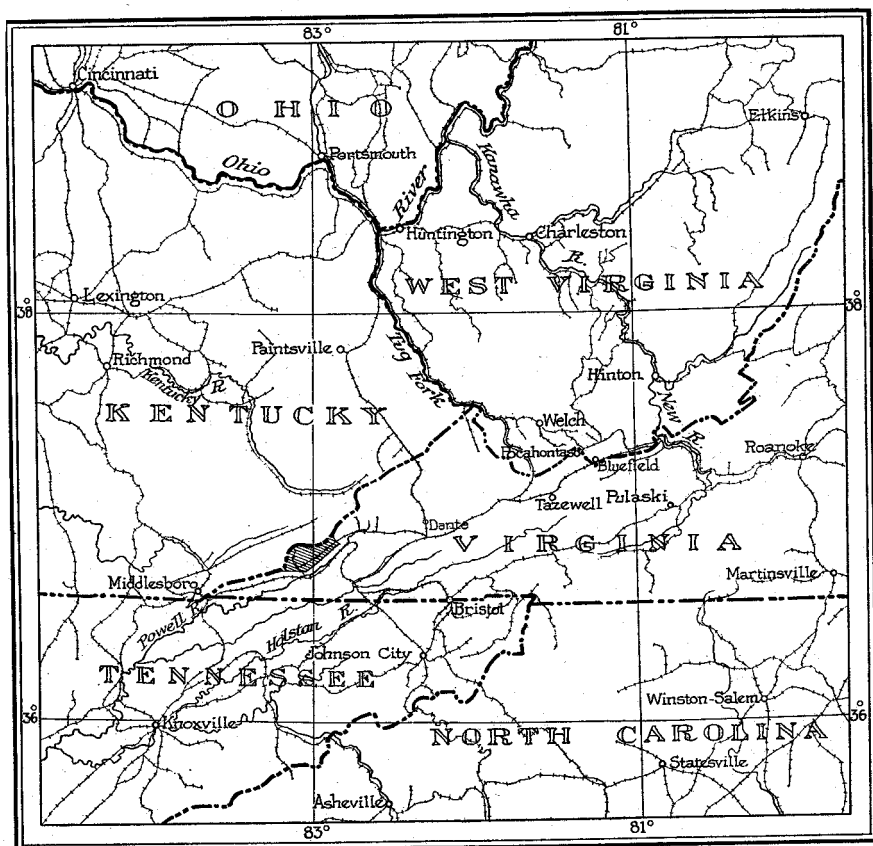 83°
81°
Cincinnati
OHIO
Elkins
Ohio
Portsmouth
River
Kanawha
Huntington
Charleston
R.
WEST VIRGINIA
38°
Lexington
38°
Paintsville
Tug Fork
Richmond
Kentucky R.
Hinton
New R.
KENTUCKY
Welch
Pocahontas
Bluefield
Roanoke
Tazewell
Pulaski
Dante
VIRGINIA
Middlesboro
Martinsville
Powell R.
Bristol
Holston R.
Johnson City
TENNESSEE
Winston-Salem
36°
Knoxville
36°
NORTH CAROLINA
Statesville
Asheville
83°
81°